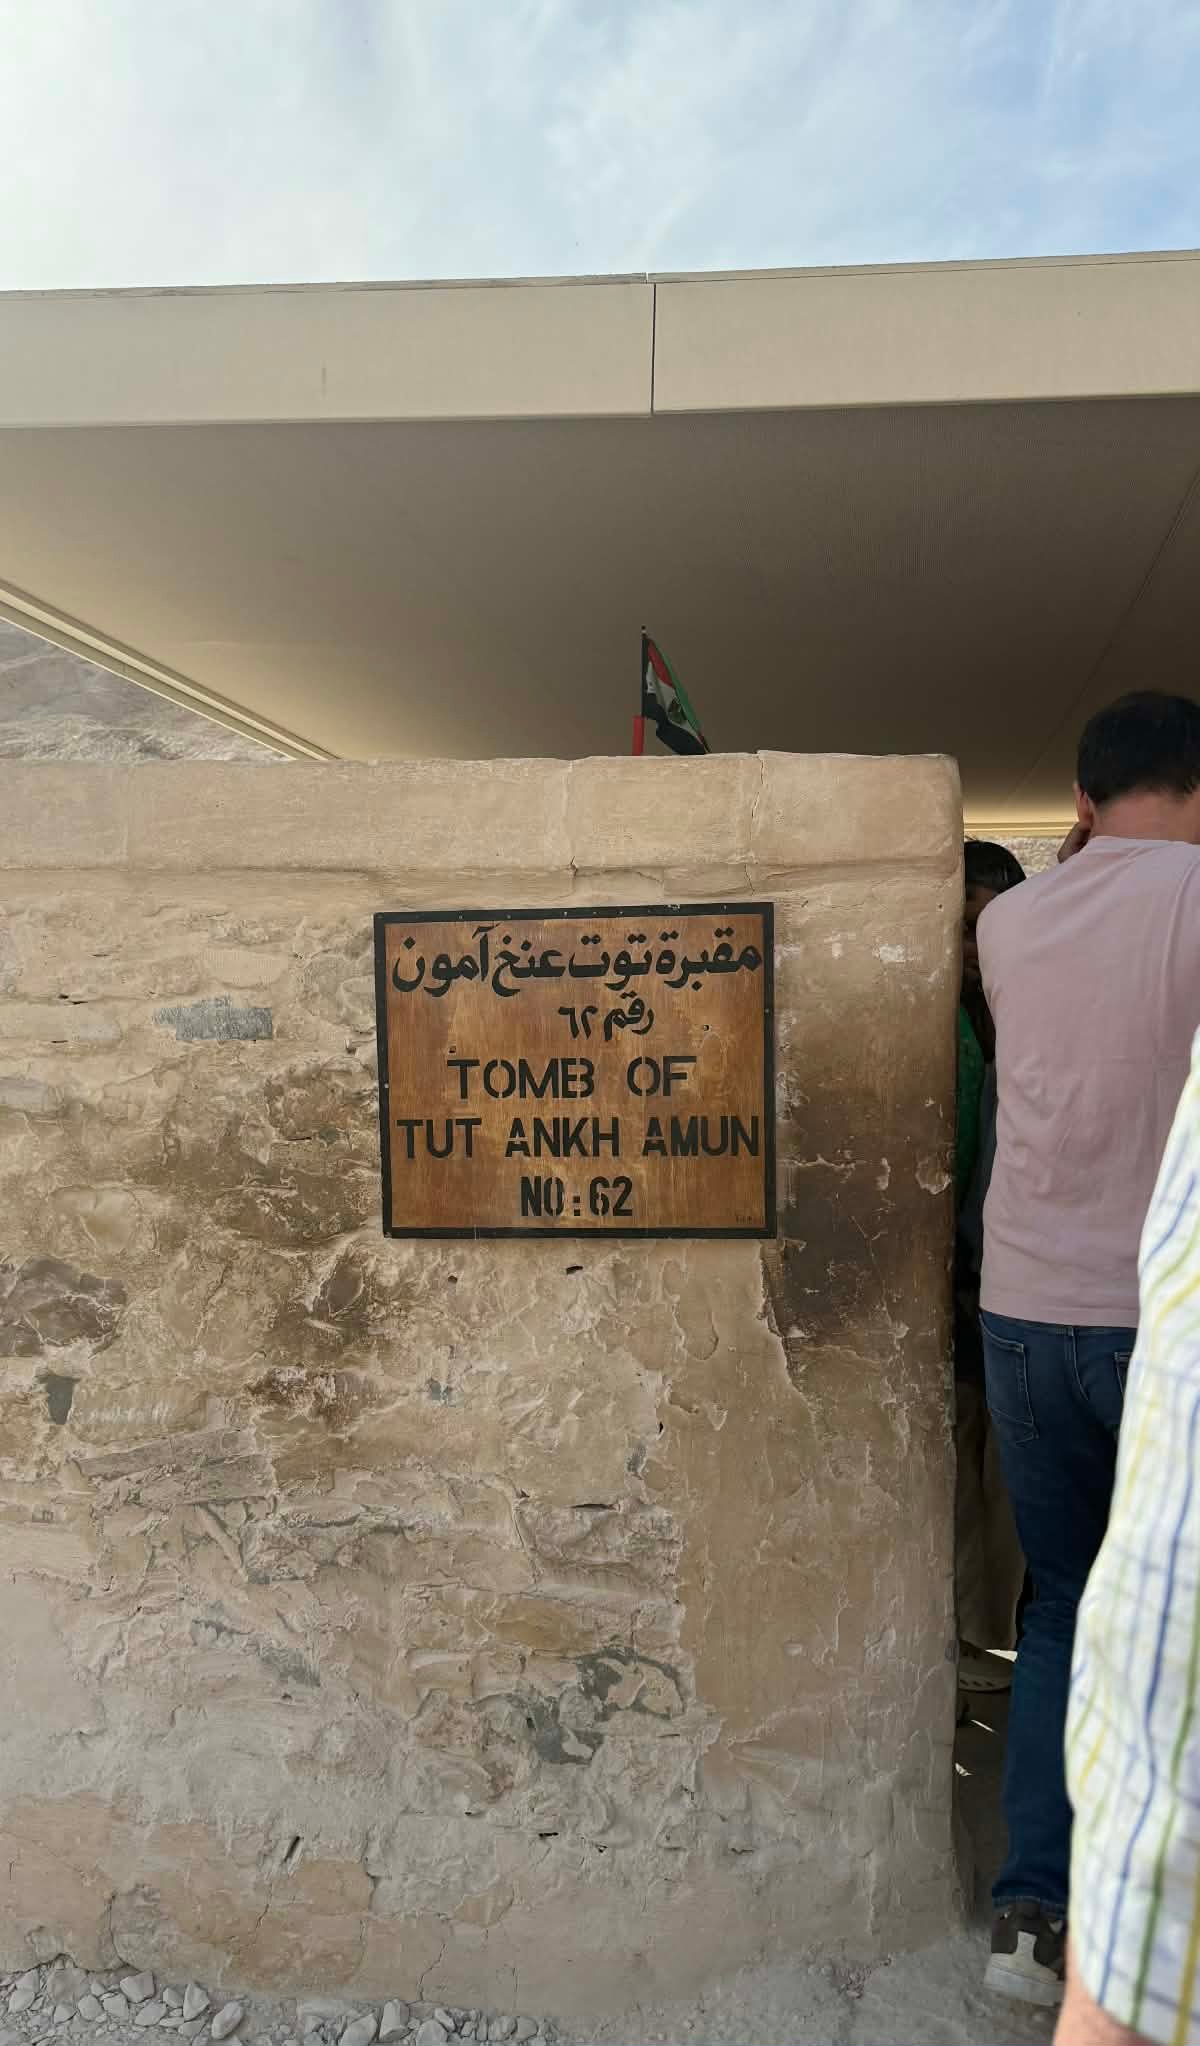 مقبرة توت عنخ آمون
رقم ٦٢
TOMB OF
TUT ANKH AMUN
NO: 62